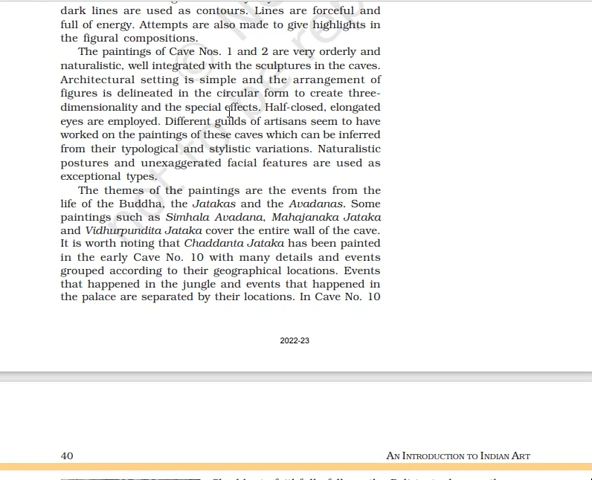 dark lines are used as contours. Lines are forceful and
full of energy. Attempts are also made to give highlights in
the figural compositions.
The paintings of Cave Nos. 1 and 2 are very orderly and
naturalistic, well integrated with the sculptures in the caves.
Architectural setting is simple and the arrangement of
figures is delineated in the circular form to create three-
dimensionality and the special effects. Half-closed, elongated
eyes are employed. Different guilds of artisans seem to have
worked on the paintings of these caves which can be inferred
from their typological and stylistic variations. Naturalistic
postures and unexaggerated facial features are used as
exceptional types.
The themes of the paintings are the events from the
life of the Buddha, the Jatakas and the Avadanas. Some
paintings such as Simhala Avadana, Mahajanaka Jataka
and Vidhurpundita Jataka cover the entire wall of the cave.
It is worth noting that Chaddanta Jataka has been painted
in the early Cave No. 10 with many details and events
grouped according to their geographical locations. Events
that happened in the jungle and events that happened in
the palace are separated by their locations. In Cave No. 10
2022-23
40 An Introduction to Indian Art